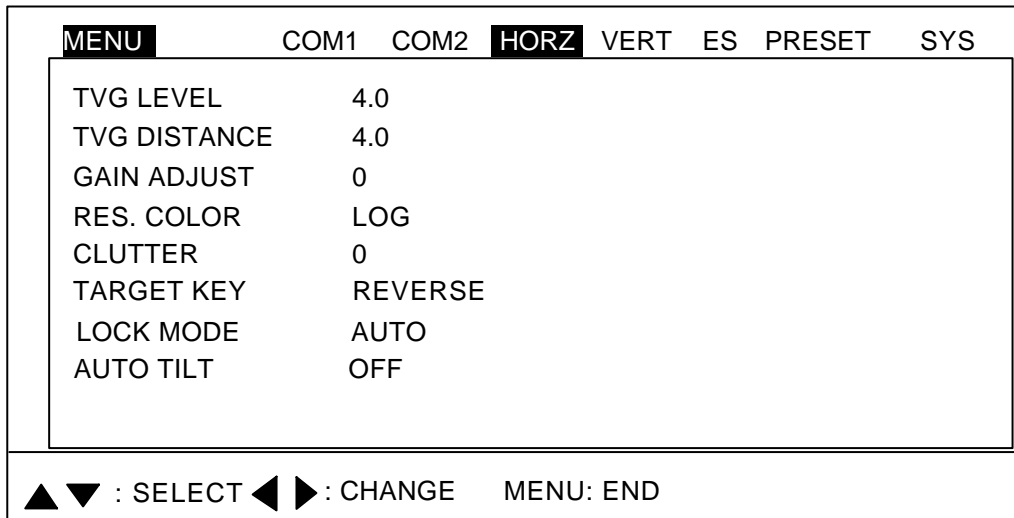 MENU COM1 COM2 HORZ VERT ES PRESET SYS
TVG LEVEL 4.0
TVG DISTANCE 4.0
GAIN ADJUST 0
RES. COLOR LOG
CLUTTER 0
TARGET KEY REVERSE
LOCK MODE AUTO
AUTO TILT OFF
▲ ▼ : SELECT ◀ ▶ : CHANGE MENU: END